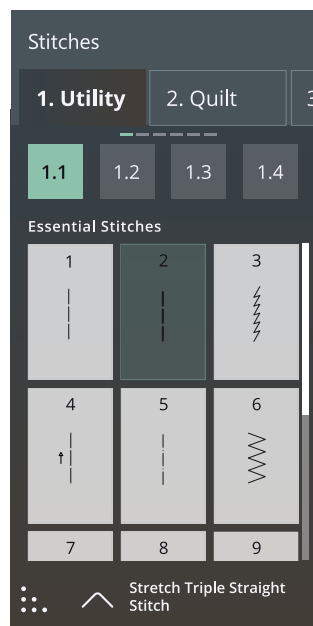 Stitches
1. Utility 2. Quilt 3
1.1 1.2 1.3 1.4
Essential Stitches
1 2 3
4 5 6
7 8 9
Stretch Triple Straight
Stitch